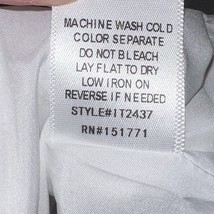 MACHINE WASH COLD
COLOR SEPARATE
DO NOT BLEACH
LAY FLAT TO DRY
LOW IRON ON
REVERSE IF NEEDED
STYLE#IT2437
RN#151771